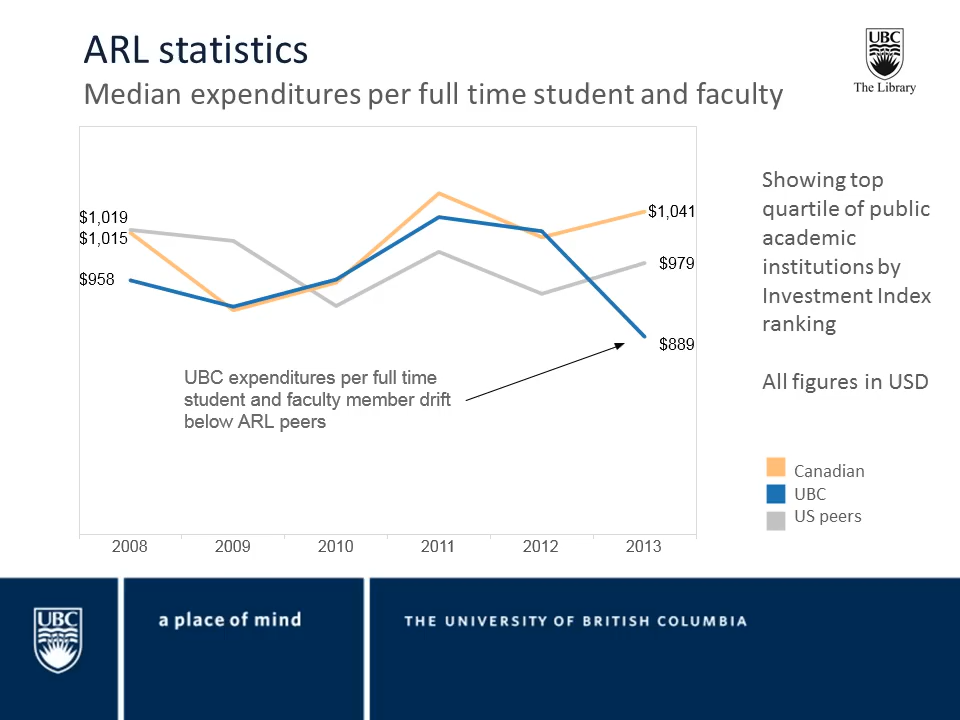 ARL statistics
Median expenditures per full time student and faculty
UBC
The Library
$1,019
$1,015
$958
$1,041
$979
$889
UBC expenditures per full time
student and faculty member drift
below ARL peers
2008 2009 2010 2011 2012 2013
Showing top
quartile of public
academic
institutions by
Investment Index
ranking
All figures in USD
Canadian
UBC
US peers
UBC
a place of mind
THE UNIVERSITY OF BRITISH COLUMBIA